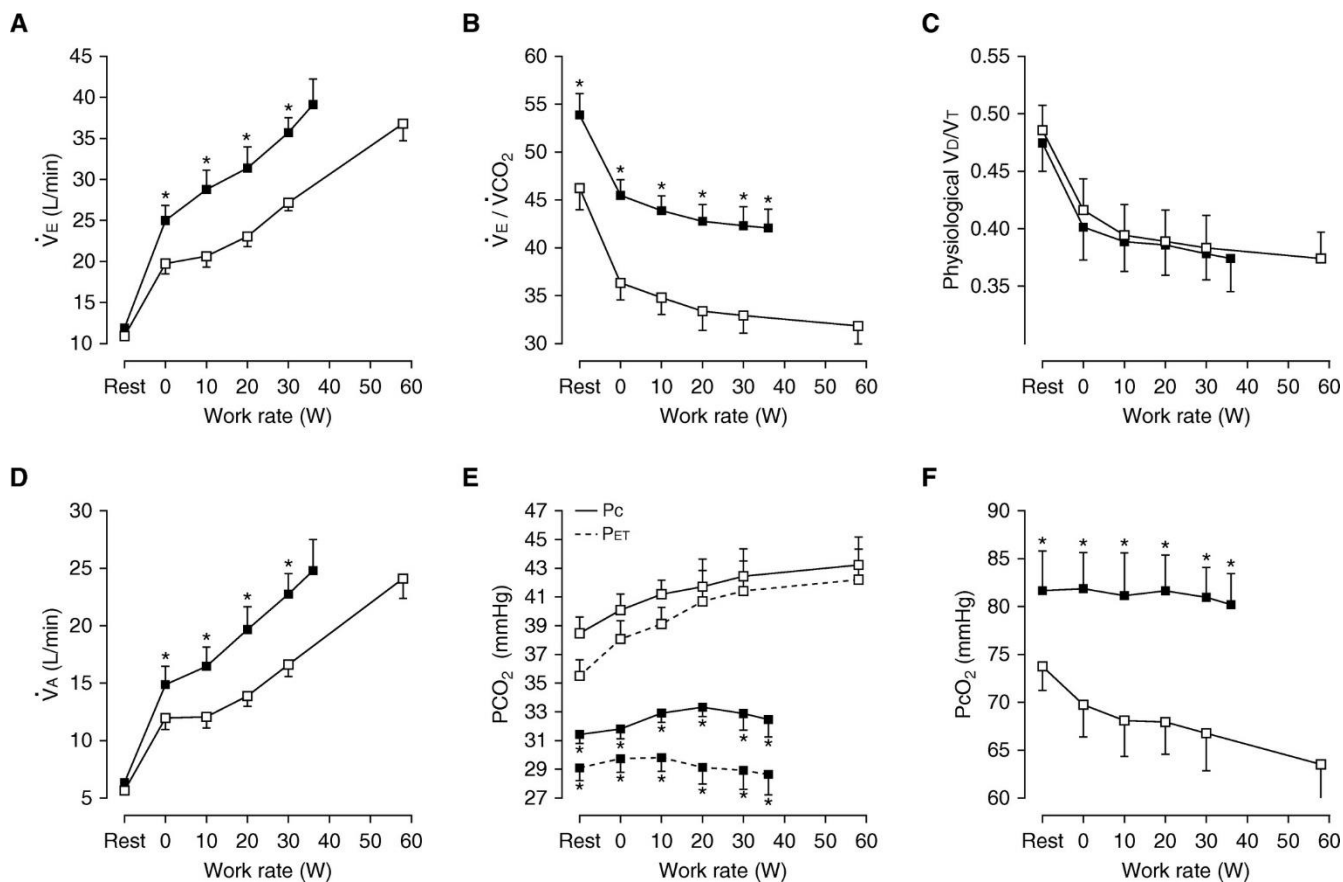 A
V̇E (L/min)
45
40
35
30
25
20
15
10
* * * *
Rest 0 10 20 30 40 50 60
Work rate (W)
B
V̇E / V̇CO2
60
55
50
45
40
35
30
* * * * * *
Rest 0 10 20 30 40 50 60
Work rate (W)
C
Physiological VD/VT
0.55
0.50
0.45
0.40
0.35
Rest 0 10 20 30 40 50 60
Work rate (W)
D
V̇A (L/min)
30
25
20
15
10
5
* * * *
Rest 0 10 20 30 40 50 60
Work rate (W)
E
PCO2 (mmHg)
47
45
43
41
39
37
35
33
31
29
27
Pc
PET
* * * * * *
* * * * * *
Rest 0 10 20 30 40 50 60
Work rate (W)
F
PcO2 (mmHg)
90
85
80
75
70
65
60
* * * * * *
Rest 0 10 20 30 40 50 60
Work rate (W)